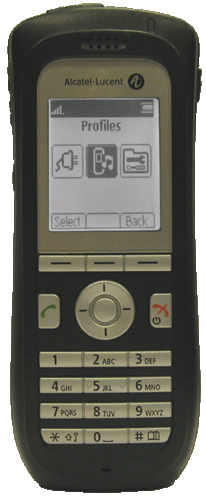 Alcatel·Lucent
Profiles
Select Back
1 2 ABC 3 DEF
4 GHI 5 JKL 6 MNO
7 PQRS 8 TUV 9 WXYZ
* 0 #